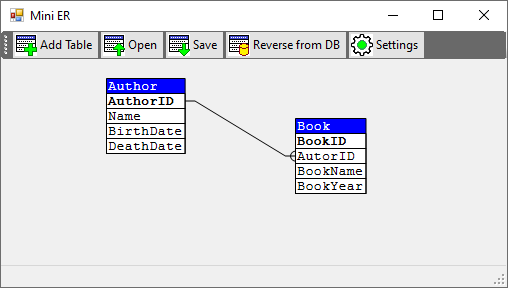 Mini ER
Add Table Open Save Reverse from DB Settings
Author
AuthorID
Name
BirthDate
DeathDate
Book
BookID
AutorID
BookName
BookYear